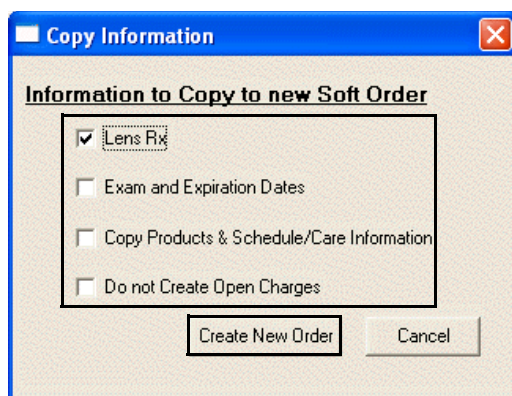 Copy Information
Information to Copy to new Soft Order
Lens Rx
Exam and Expiration Dates
Copy Products & Schedule/Care Information
Do not Create Open Charges
Create New Order Cancel